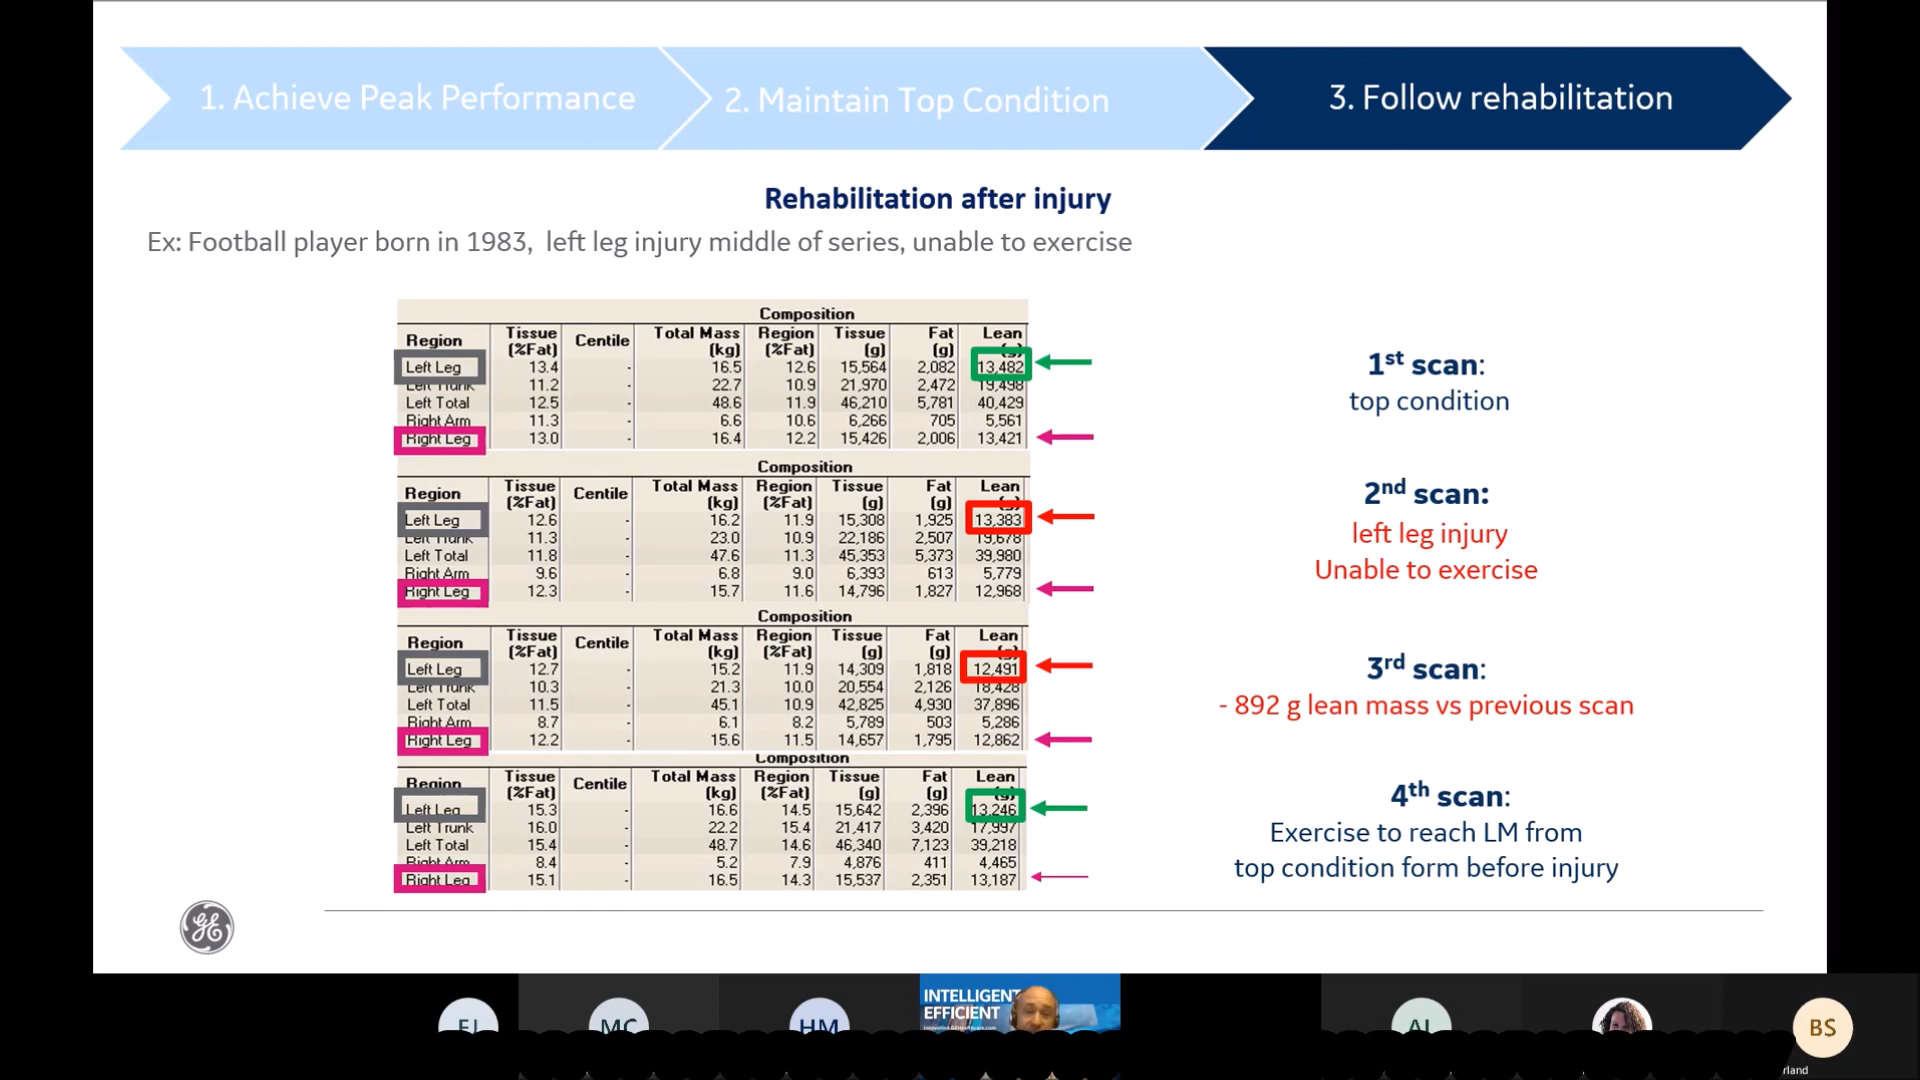 1. Achieve Peak Performance
2. Maintain Top Condition
3. Follow rehabilitation
Rehabilitation after injury
Ex: Football player born in 1983, left leg injury middle of series, unable to exercise
Composition
Region Tissue (%Fat) Centile Total Mass (kg) Region (%Fat) Tissue (g) Fat (g) Lean (g)
Left Leg 13.4 - 16.5 12.6 15,564 2,082 13,482
Left Trunk 11.2 - 22.7 10.9 21,970 2,472 19,498
Left Total 12.5 - 48.6 11.9 46,210 5,781 40,429
Right Arm 11.3 - 6.6 10.6 6,266 705 5,561
Right Leg 13.0 - 16.4 12.2 15,426 2,006 13,421
1st scan:
top condition
Composition
Region Tissue (%Fat) Centile Total Mass (kg) Region (%Fat) Tissue (g) Fat (g) Lean (g)
Left Leg 12.6 - 16.2 11.9 15,308 1,925 13,383
Left Trunk 11.3 - 23.0 10.9 22,186 2,507 19,678
Left Total 11.8 - 47.6 11.3 45,353 5,373 39,980
Right Arm 9.6 - 6.8 9.0 6,393 613 5,779
Right Leg 12.3 - 15.7 11.6 14,796 1,827 12,968
2nd scan:
left leg injury
Unable to exercise
Composition
Region Tissue (%Fat) Centile Total Mass (kg) Region (%Fat) Tissue (g) Fat (g) Lean (g)
Left Leg 12.7 - 15.2 11.9 14,309 1,818 12,491
Left Trunk 10.3 - 21.3 10.0 20,554 2,126 18,428
Left Total 11.5 - 45.1 10.9 42,825 4,930 37,896
Right Arm 8.7 - 6.1 8.2 5,789 503 5,286
Right Leg 12.2 - 15.6 11.5 14,657 1,795 12,862
3rd scan:
- 892 g lean mass vs previous scan
Composition
Region Tissue (%Fat) Centile Total Mass (kg) Region (%Fat) Tissue (g) Fat (g) Lean (g)
Left Leg 15.3 - 16.6 14.5 15,642 2,396 13,246
Left Trunk 16.0 - 22.2 15.4 21,417 3,420 17,997
Left Total 15.4 - 48.7 14.6 46,340 7,123 39,218
Right Arm 8.4 - 5.2 7.9 4,876 411 4,465
Right Leg 15.1 - 16.5 14.3 15,537 2,351 13,187
4th scan:
Exercise to reach LM from
top condition form before injury
GE
MC
HM
INTELLIGENT
EFFICIENT
BS
rland